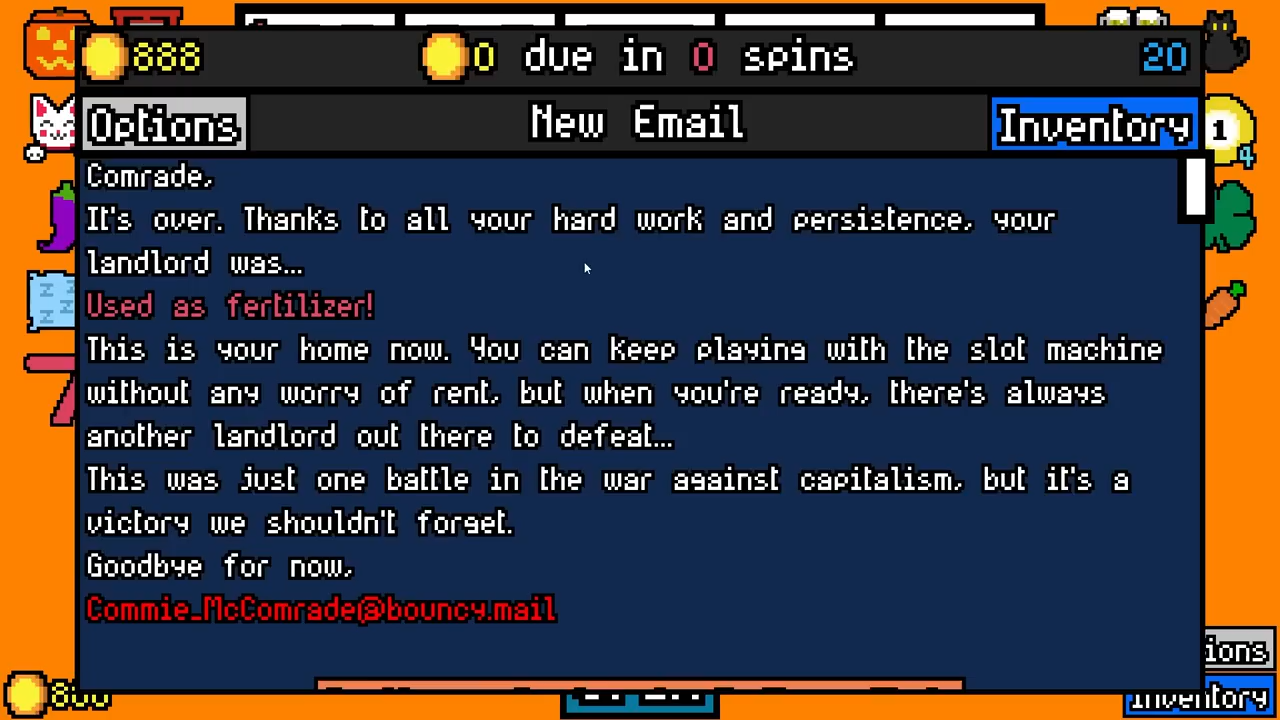 888
0 due in 0 spins
20
Options
New Email
Inventory
1
4
Comrade,
It's over. Thanks to all your hard work and persistence, your
landlord was...
Used as fertilizer!
This is your home now. You can keep playing with the slot machine
without any worry of rent, but when you're ready, there's always
another landlord out there to defeat...
This was just one battle in the war against capitalism, but it's a
victory we shouldn't forget.
Goodbye for now,
Commie_McComrade@bouncy.mail
ions
Inventory